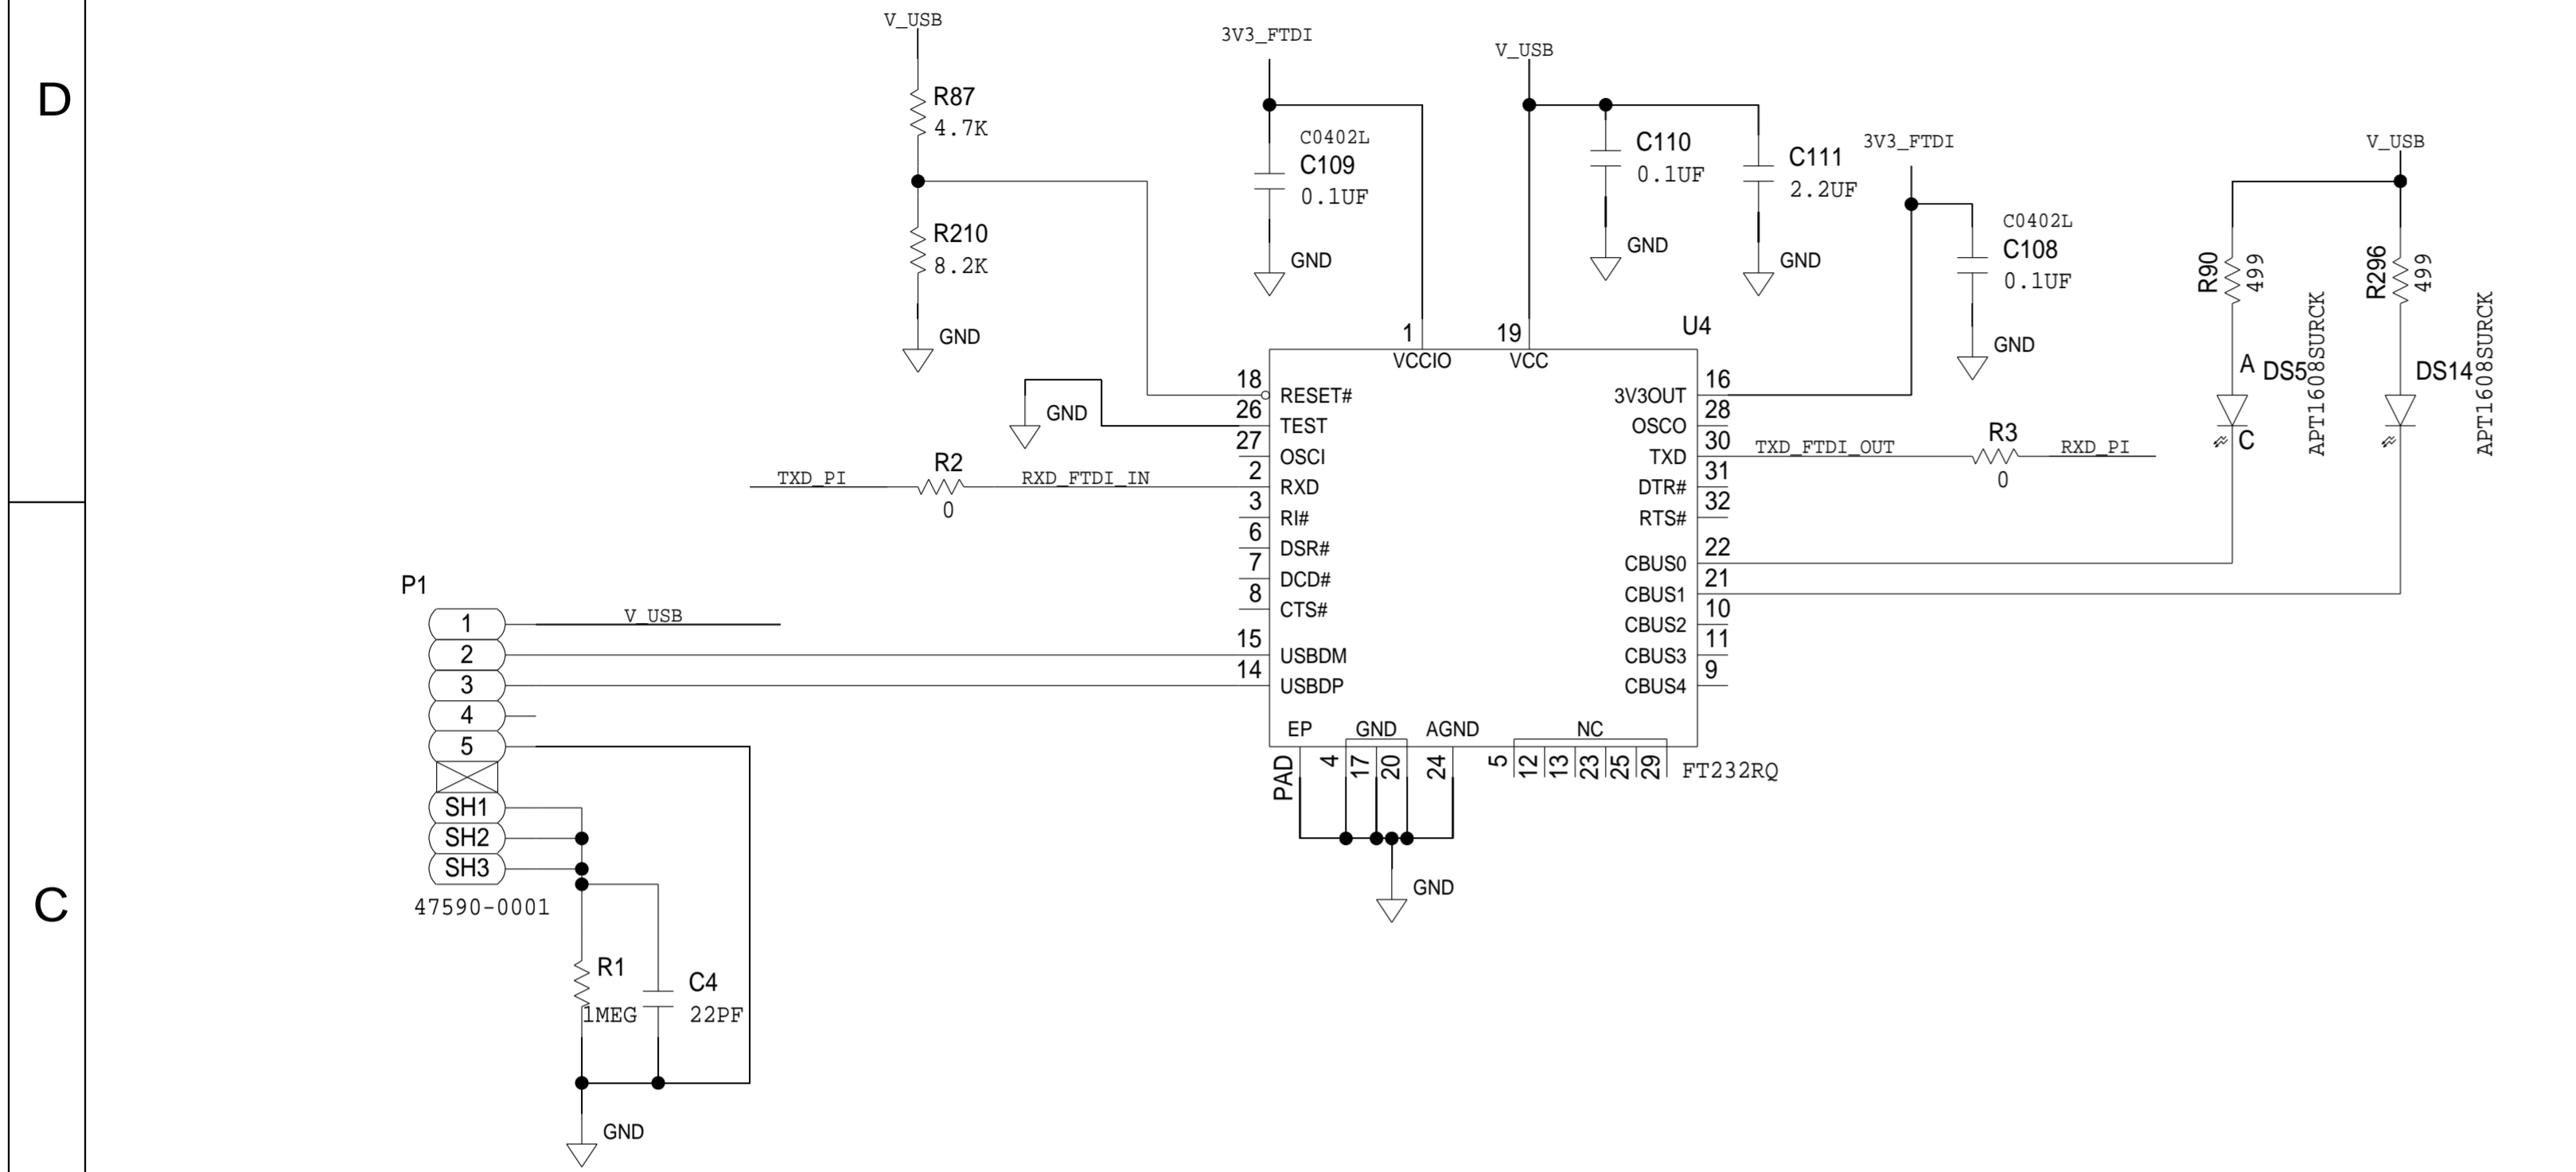 D
C
V_USB
R87
4.7K
R210
8.2K
GND
3V3_FTDI
C0402L
C109
0.1UF
GND
V_USB
C110
0.1UF
GND
C111
2.2UF
GND
3V3_FTDI
C0402L
C108
0.1UF
GND
V_USB
R90
499
R296
499
A DS5
C
APT1608SURCK
DS14
APT1608SURCK
U4
1
VCCIO
19
VCC
18 RESET#
26 TEST
GND
27 OSCI
2 RXD
TXD_PI
R2
0
RXD_FTDI_IN
3 RI#
6 DSR#
7 DCD#
8 CTS#
15 USBDM
14 USBDP
3V3OUT 16
OSCO 28
TXD 30
TXD_FTDI_OUT
R3
0
RXD_PI
DTR# 31
RTS# 32
CBUS0 22
CBUS1 21
CBUS2 10
CBUS3 11
CBUS4 9
EP GND AGND NC
PAD 4 17 20 24 5 12 13 23 25 29
FT232RQ
GND
P1
1
V_USB
2
3
4
5
SH1
SH2
SH3
47590-0001
R1
1MEG
C4
22PF
GND